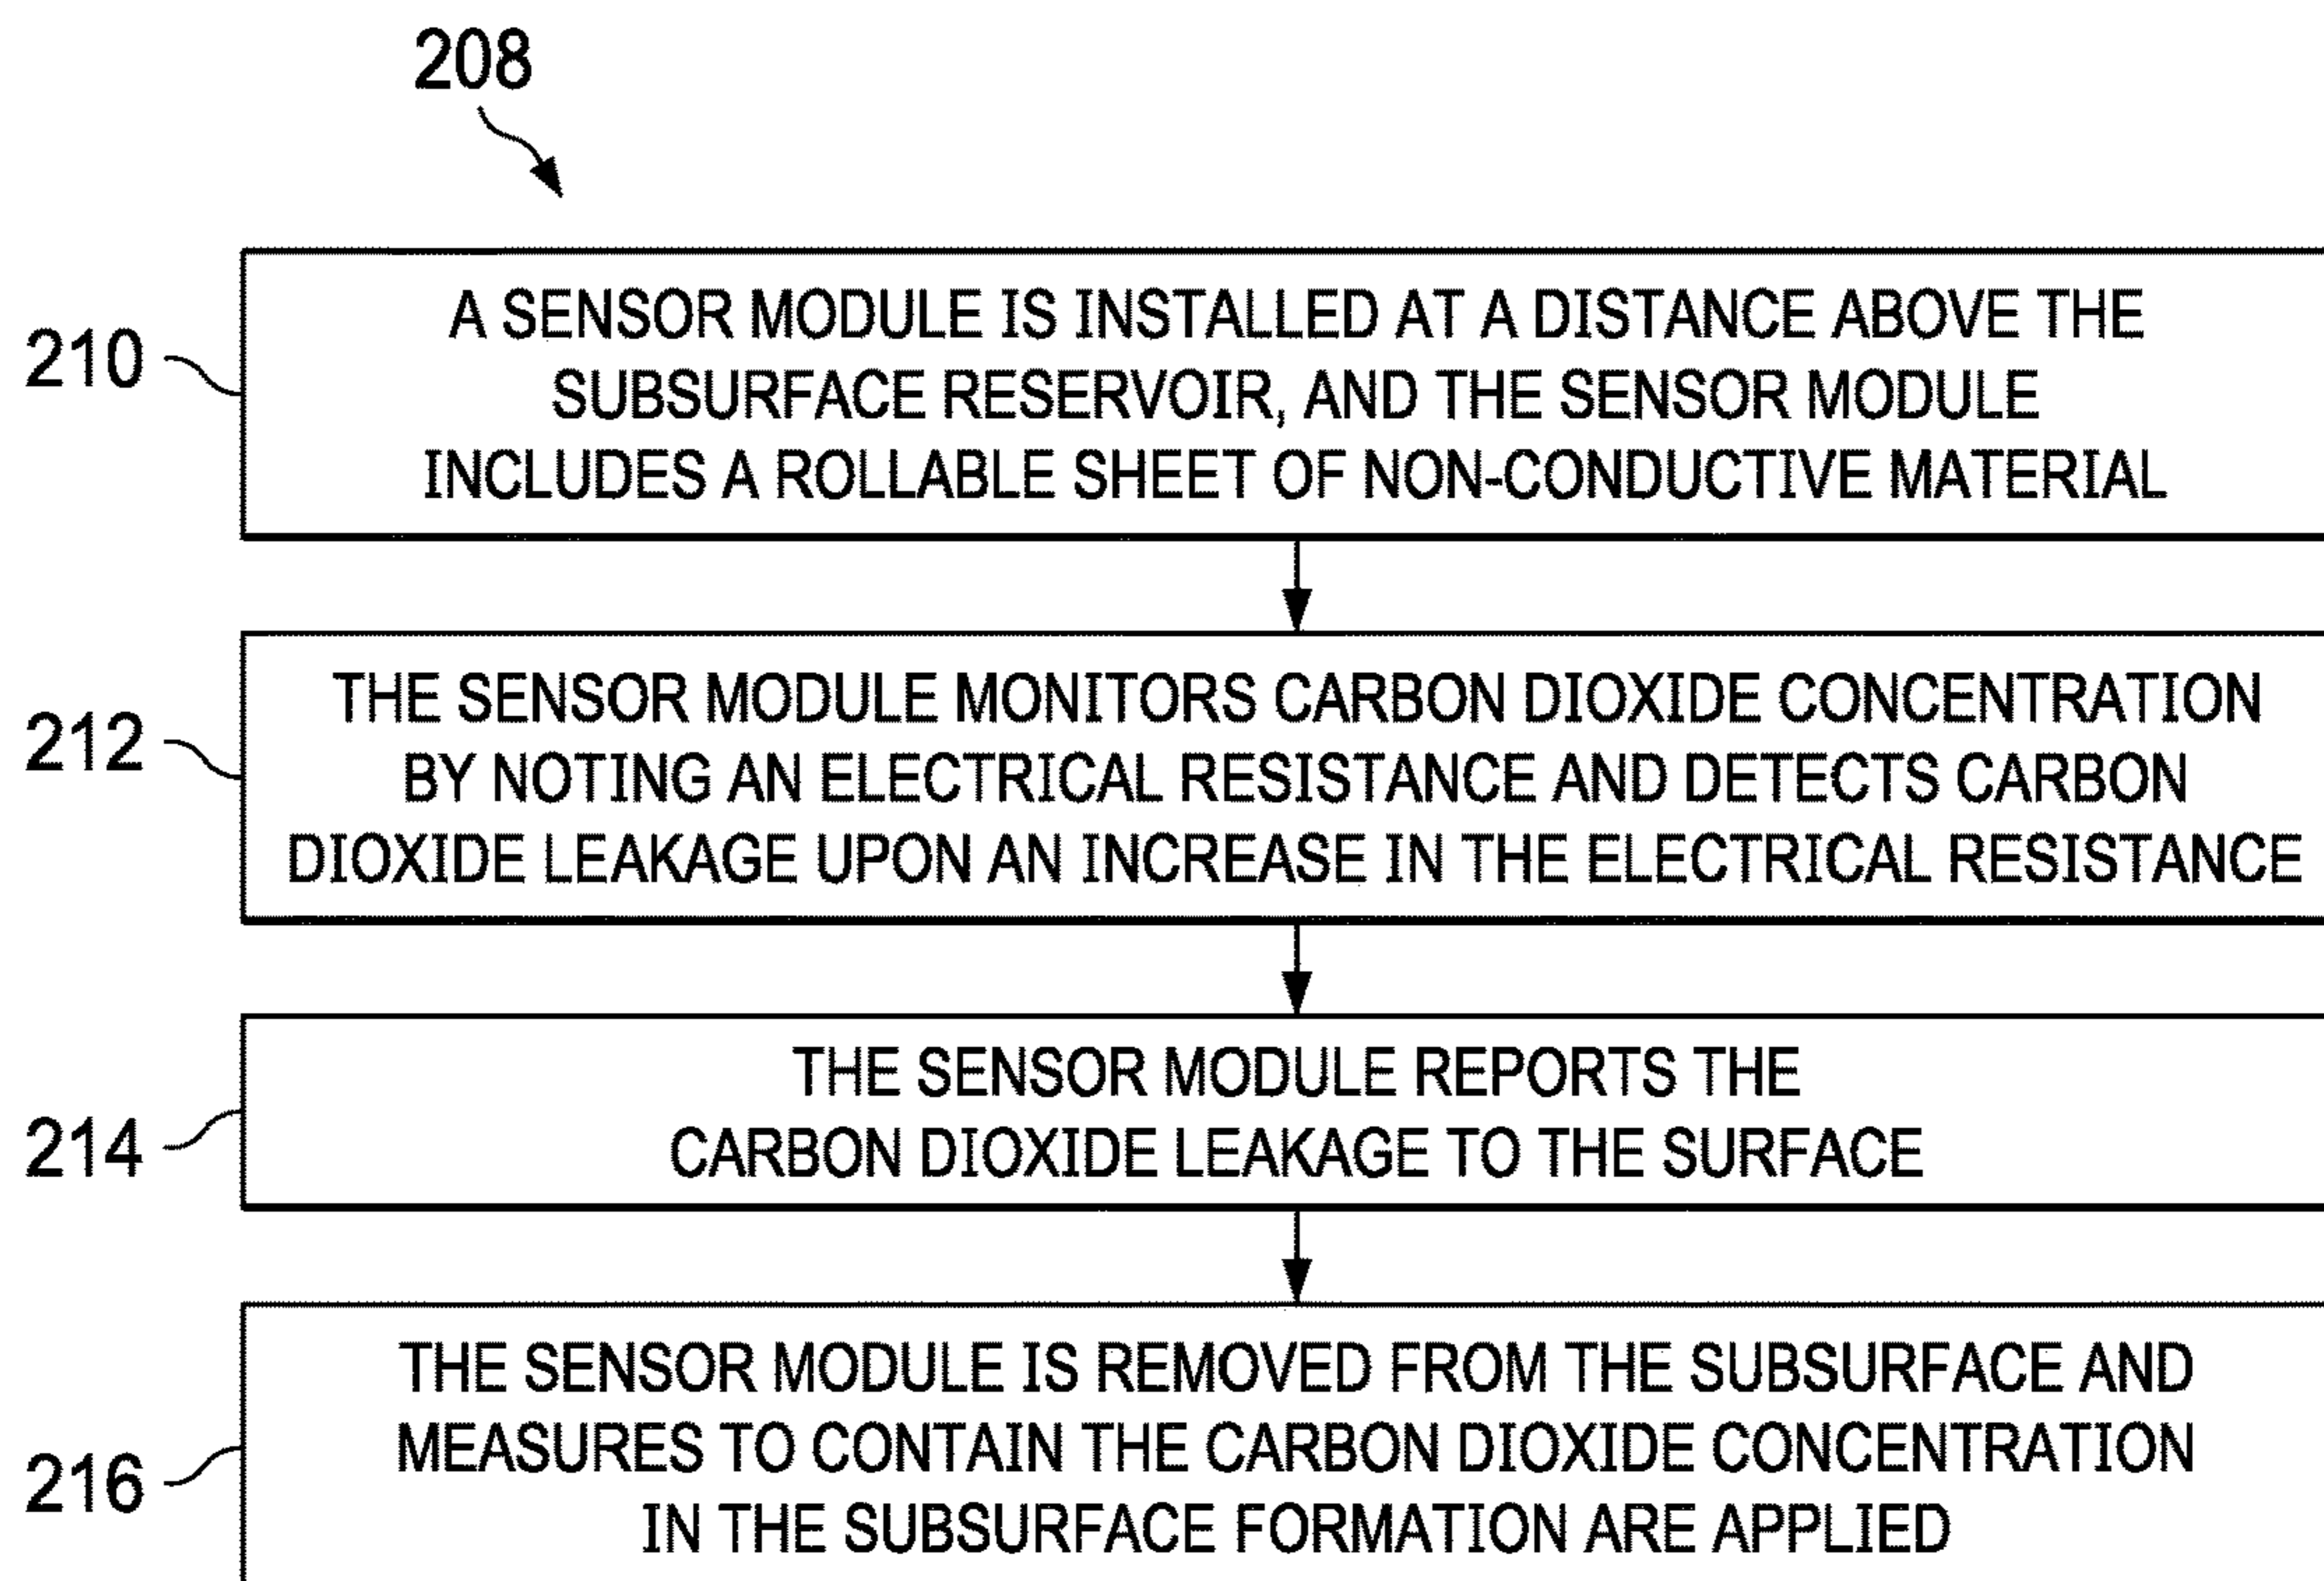 208
210
A SENSOR MODULE IS INSTALLED AT A DISTANCE ABOVE THE
SUBSURFACE RESERVOIR, AND THE SENSOR MODULE
INCLUDES A ROLLABLE SHEET OF NON-CONDUCTIVE MATERIAL
212
THE SENSOR MODULE MONITORS CARBON DIOXIDE CONCENTRATION
BY NOTING AN ELECTRICAL RESISTANCE AND DETECTS CARBON
DIOXIDE LEAKAGE UPON AN INCREASE IN THE ELECTRICAL RESISTANCE
214
THE SENSOR MODULE REPORTS THE
CARBON DIOXIDE LEAKAGE TO THE SURFACE
216
THE SENSOR MODULE IS REMOVED FROM THE SUBSURFACE AND
MEASURES TO CONTAIN THE CARBON DIOXIDE CONCENTRATION
IN THE SUBSURFACE FORMATION ARE APPLIED